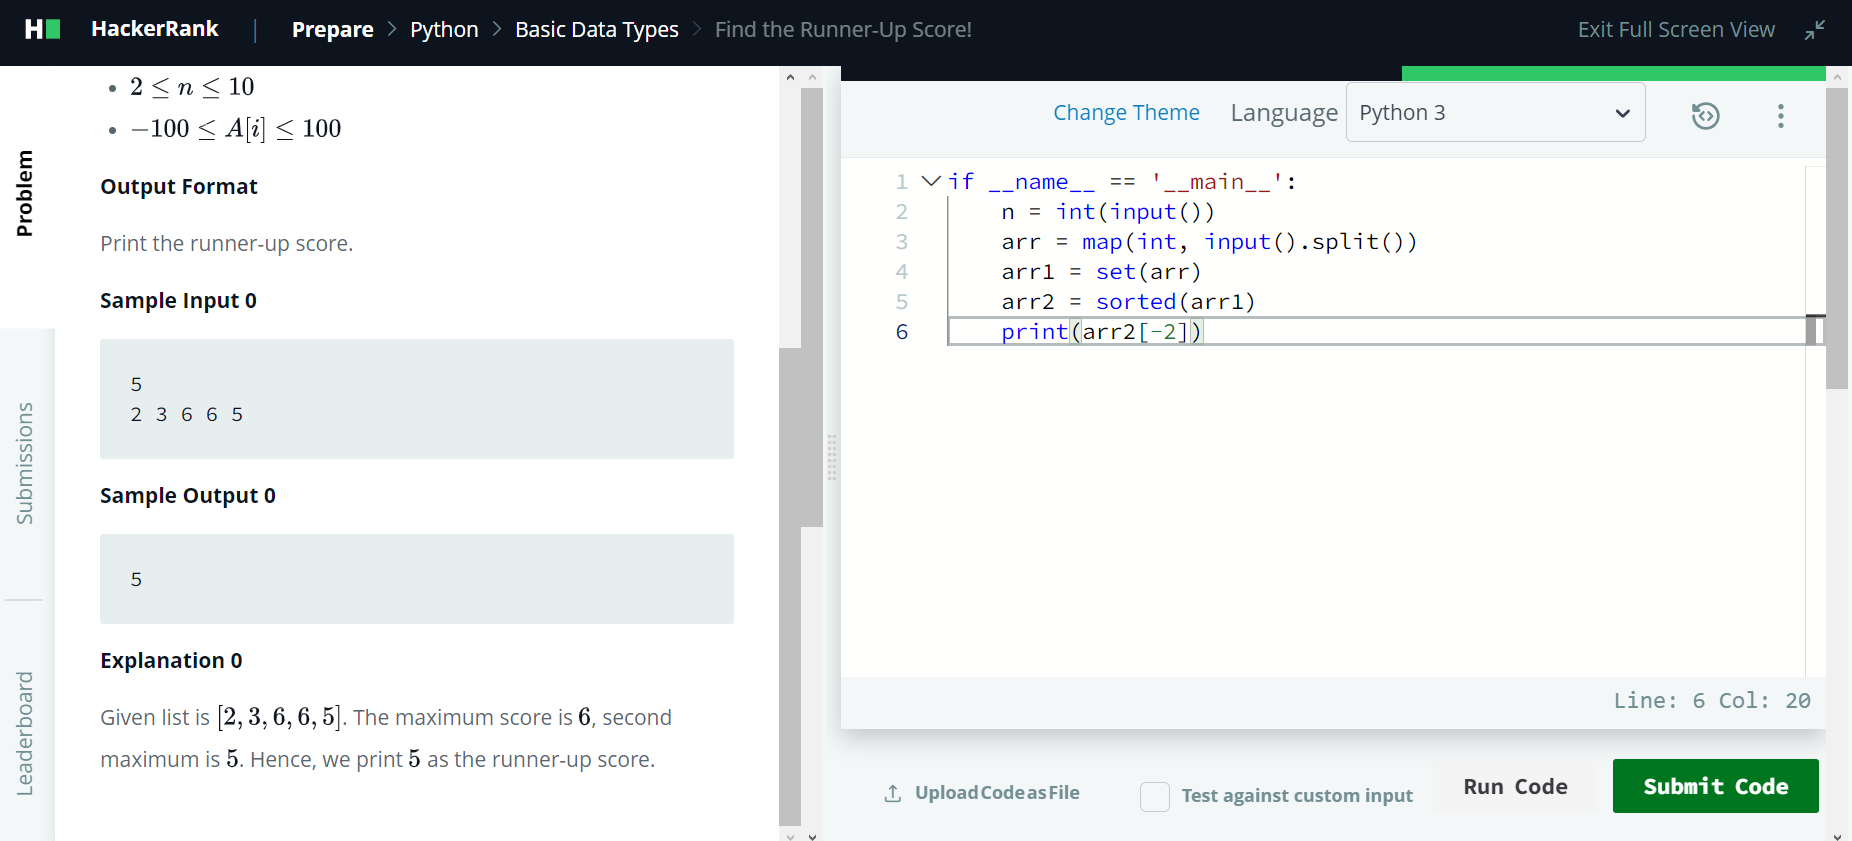 H HackerRank | Prepare > Python > Basic Data Types > Find the Runner-Up Score! Exit Full Screen View
Problem
Submissions
Leaderboard
• 2 ≤ n ≤ 10
• −100 ≤ A[i] ≤ 100
Output Format
Print the runner-up score.
Sample Input 0
5
2 3 6 6 5
Sample Output 0
5
Explanation 0
Given list is [2, 3, 6, 6, 5]. The maximum score is 6, second
maximum is 5. Hence, we print 5 as the runner-up score.
Change Theme Language Python 3
1 if __name__ == '__main__':
2     n = int(input())
3     arr = map(int, input().split())
4     arr1 = set(arr)
5     arr2 = sorted(arr1)
6     print(arr2[-2])
Line: 6 Col: 20
Upload Code as File Test against custom input Run Code Submit Code